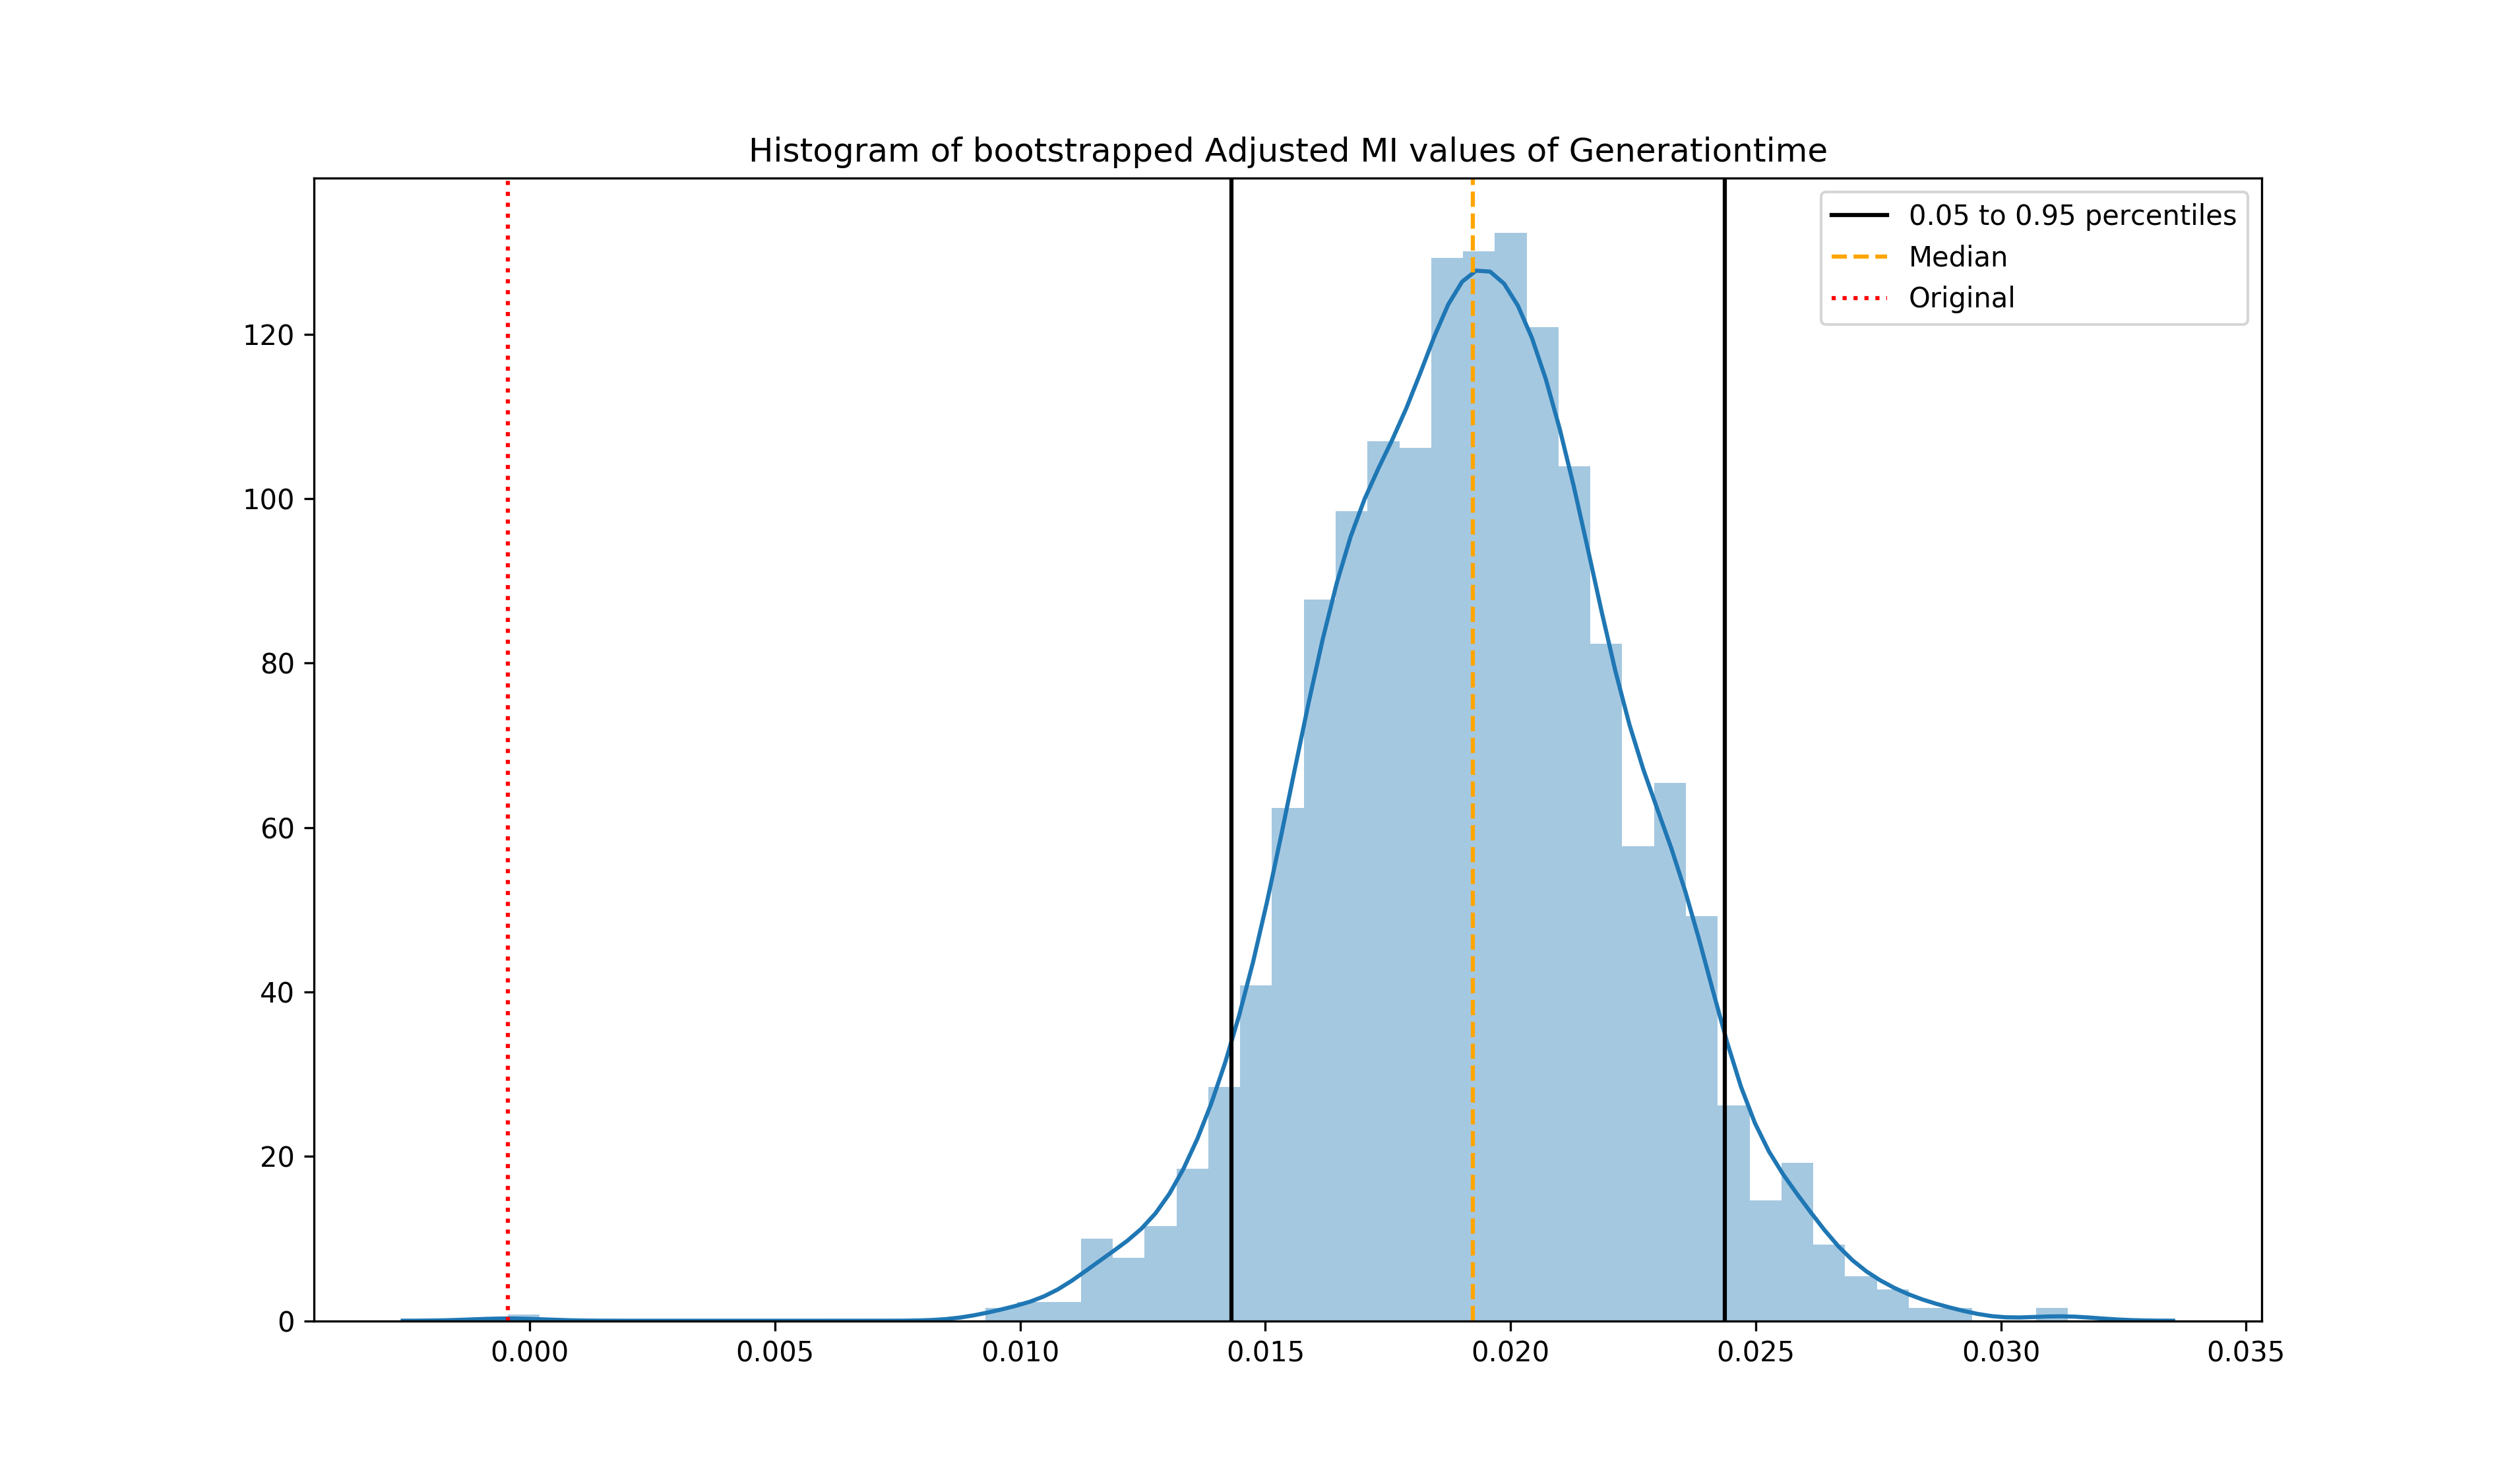 Histogram of bootstrapped Adjusted MI values of Generationtime
0.05 to 0.95 percentiles
Median
Original
120
100
80
60
40
20
0
0.000 0.005 0.010 0.015 0.020 0.025 0.030 0.035